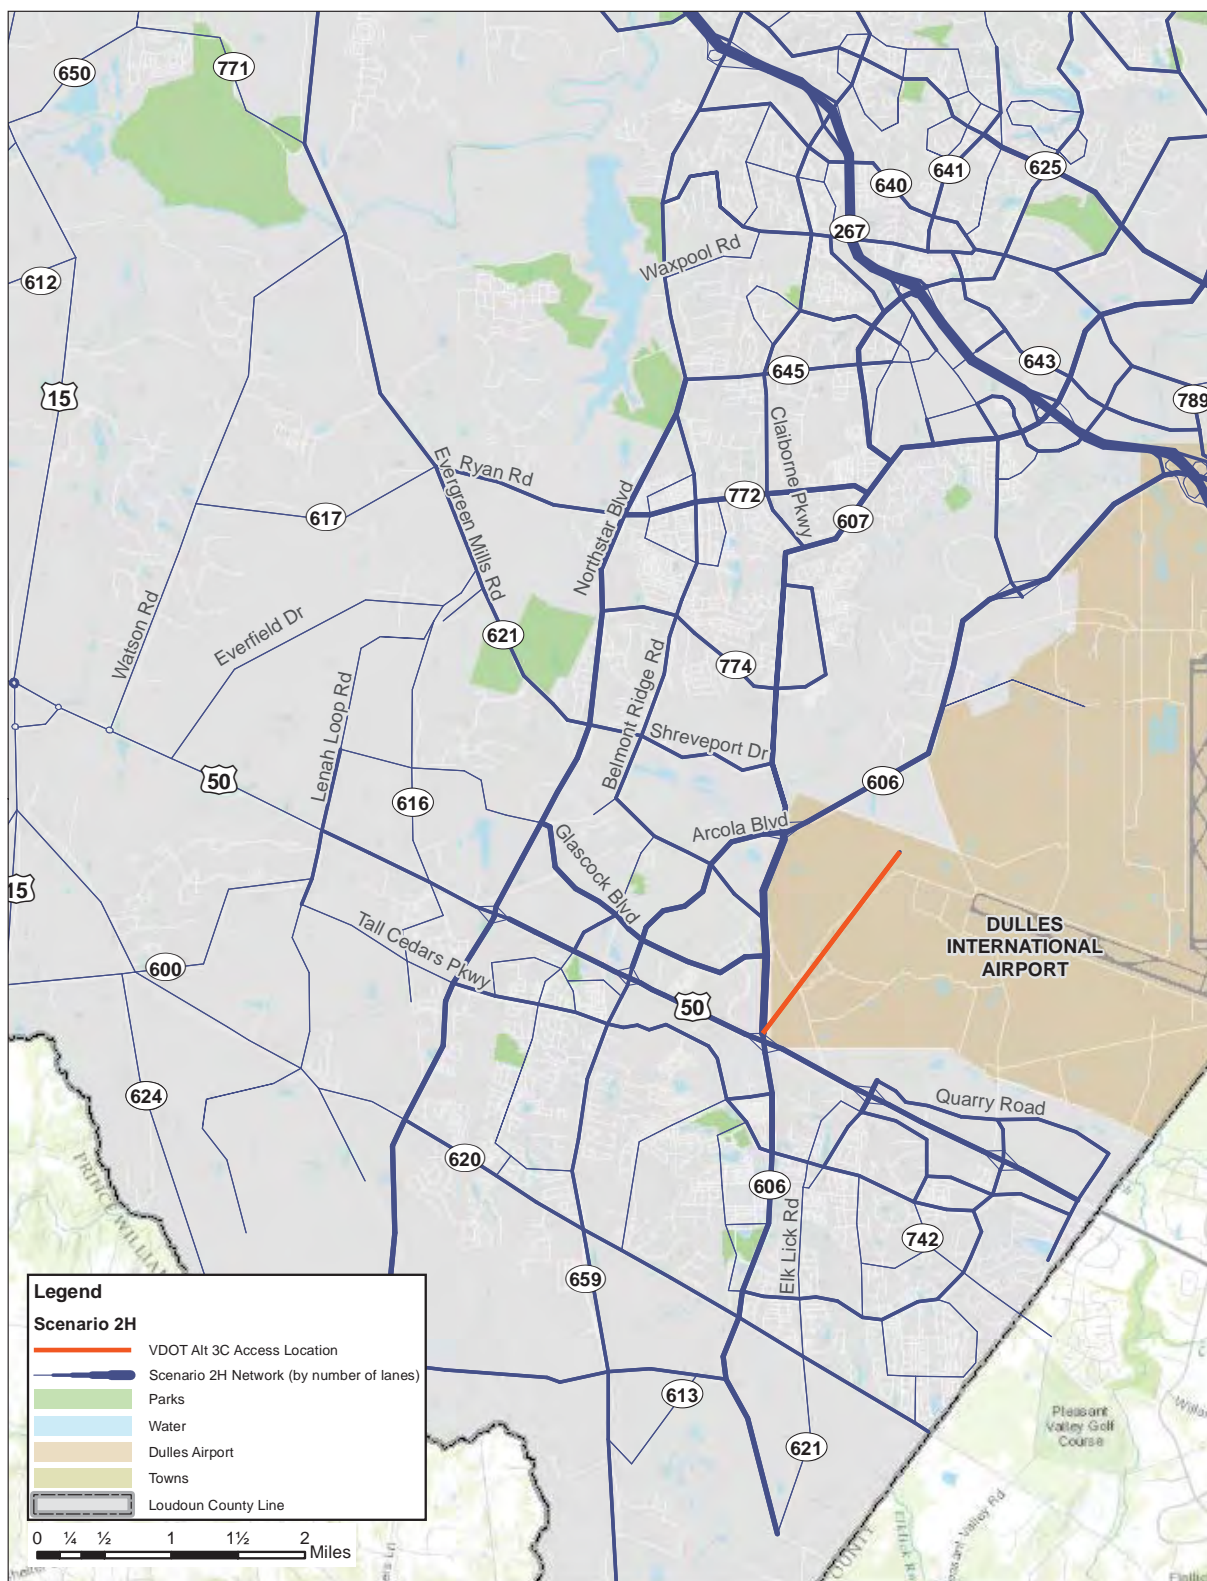 650
771
612
15
640
641
625
267
Waxpool Rd
645
643
789
Claiborne Pkwy
Ryan Rd
772
607
617
Evergreen Mills Rd
Northstar Blvd
Watson Rd
Everfield Dr
621
774
Belmont Ridge Rd
Lenah Loop Rd
Shreveport Dr
50
616
606
Arcola Blvd
Glascock Blvd
15
Tall Cedars Pkwy
DULLES
INTERNATIONAL
AIRPORT
600
50
624
Quarry Road
620
606
Elk Lick Rd
742
659
613
621
Pleasant
Valley Golf
Course
Legend
Scenario 2H
VDOT Alt 3C Access Location
Scenario 2H Network (by number of lanes)
Parks
Water
Dulles Airport
Towns
Loudoun County Line
0 ¼ ½ 1 1½ 2
Miles